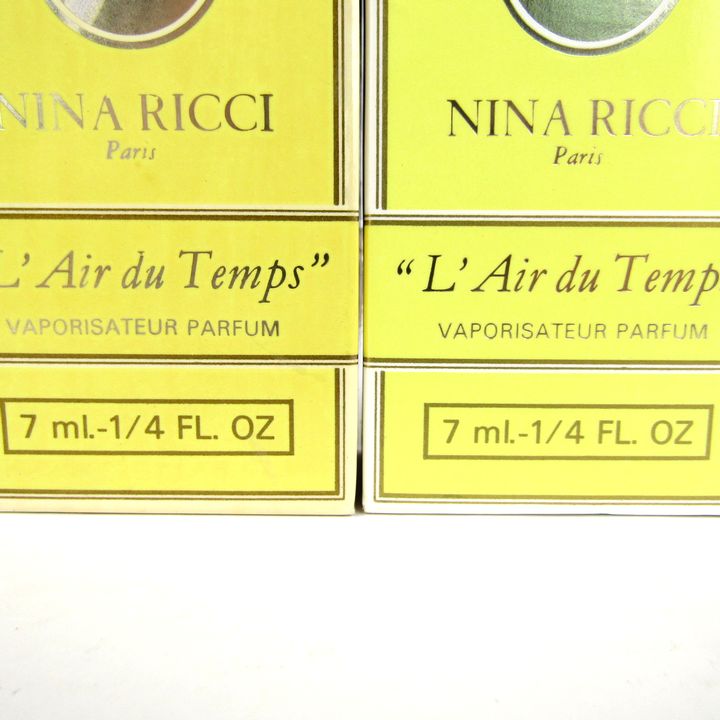 NINA RICCI
Paris
L'Air du Temps”
VAPORISATEUR PARFUM
7 ml.-1/4 FL. OZ
NINA RICCI
Paris
“L'Air du Temp
VAPORISATEUR PARFUM
7 ml.-1/4 FL. OZ